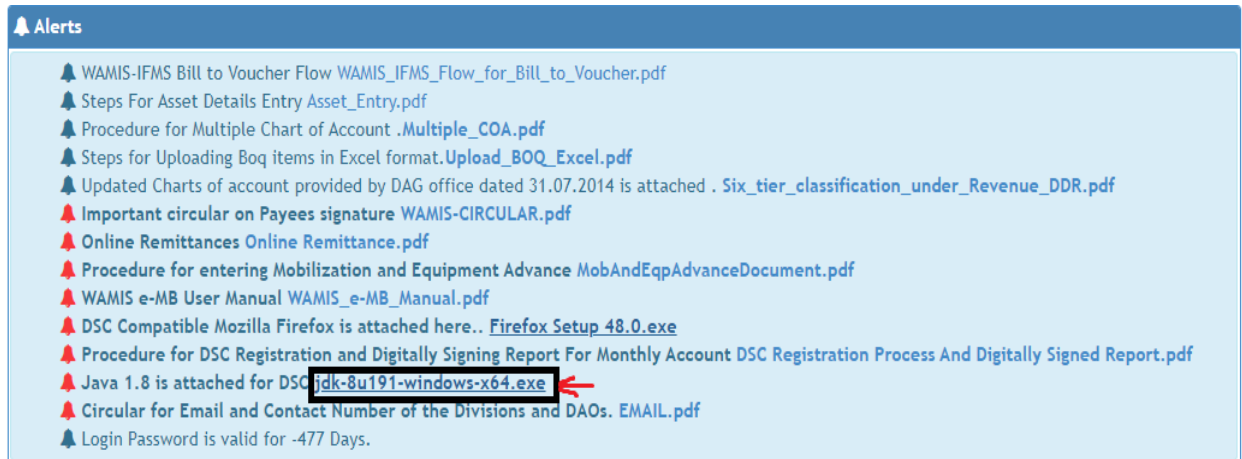 Alerts
WAMIS-IFMS Bill to Voucher Flow WAMIS_IFMS_Flow_for_Bill_to_Voucher.pdf
Steps For Asset Details Entry Asset_Entry.pdf
Procedure for Multiple Chart of Account .Multiple_COA.pdf
Steps for Uploading Boq items in Excel format.Upload_BOQ_Excel.pdf
Updated Charts of account provided by DAG office dated 31.07.2014 is attached . Six_tier_classification_under_Revenue_DDR.pdf
Important circular on Payees signature WAMIS-CIRCULAR.pdf
Online Remittances Online Remittance.pdf
Procedure for entering Mobilization and Equipment Advance MobAndEqpAdvanceDocument.pdf
WAMIS e-MB User Manual WAMIS_e-MB_Manual.pdf
DSC Compatible Mozilla Firefox is attached here.. Firefox Setup 48.0.exe
Procedure for DSC Registration and Digitally Signing Report For Monthly Account DSC Registration Process And Digitally Signed Report.pdf
Java 1.8 is attached for DSC jdk-8u191-windows-x64.exe
Circular for Email and Contact Number of the Divisions and DAOs. EMAIL.pdf
Login Password is valid for -477 Days.